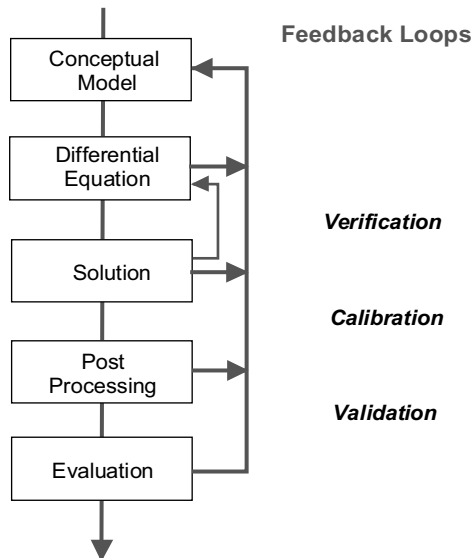 Feedback Loops
Conceptual
Model
Differential
Equation
Verification
Solution
Calibration
Post
Processing
Validation
Evaluation